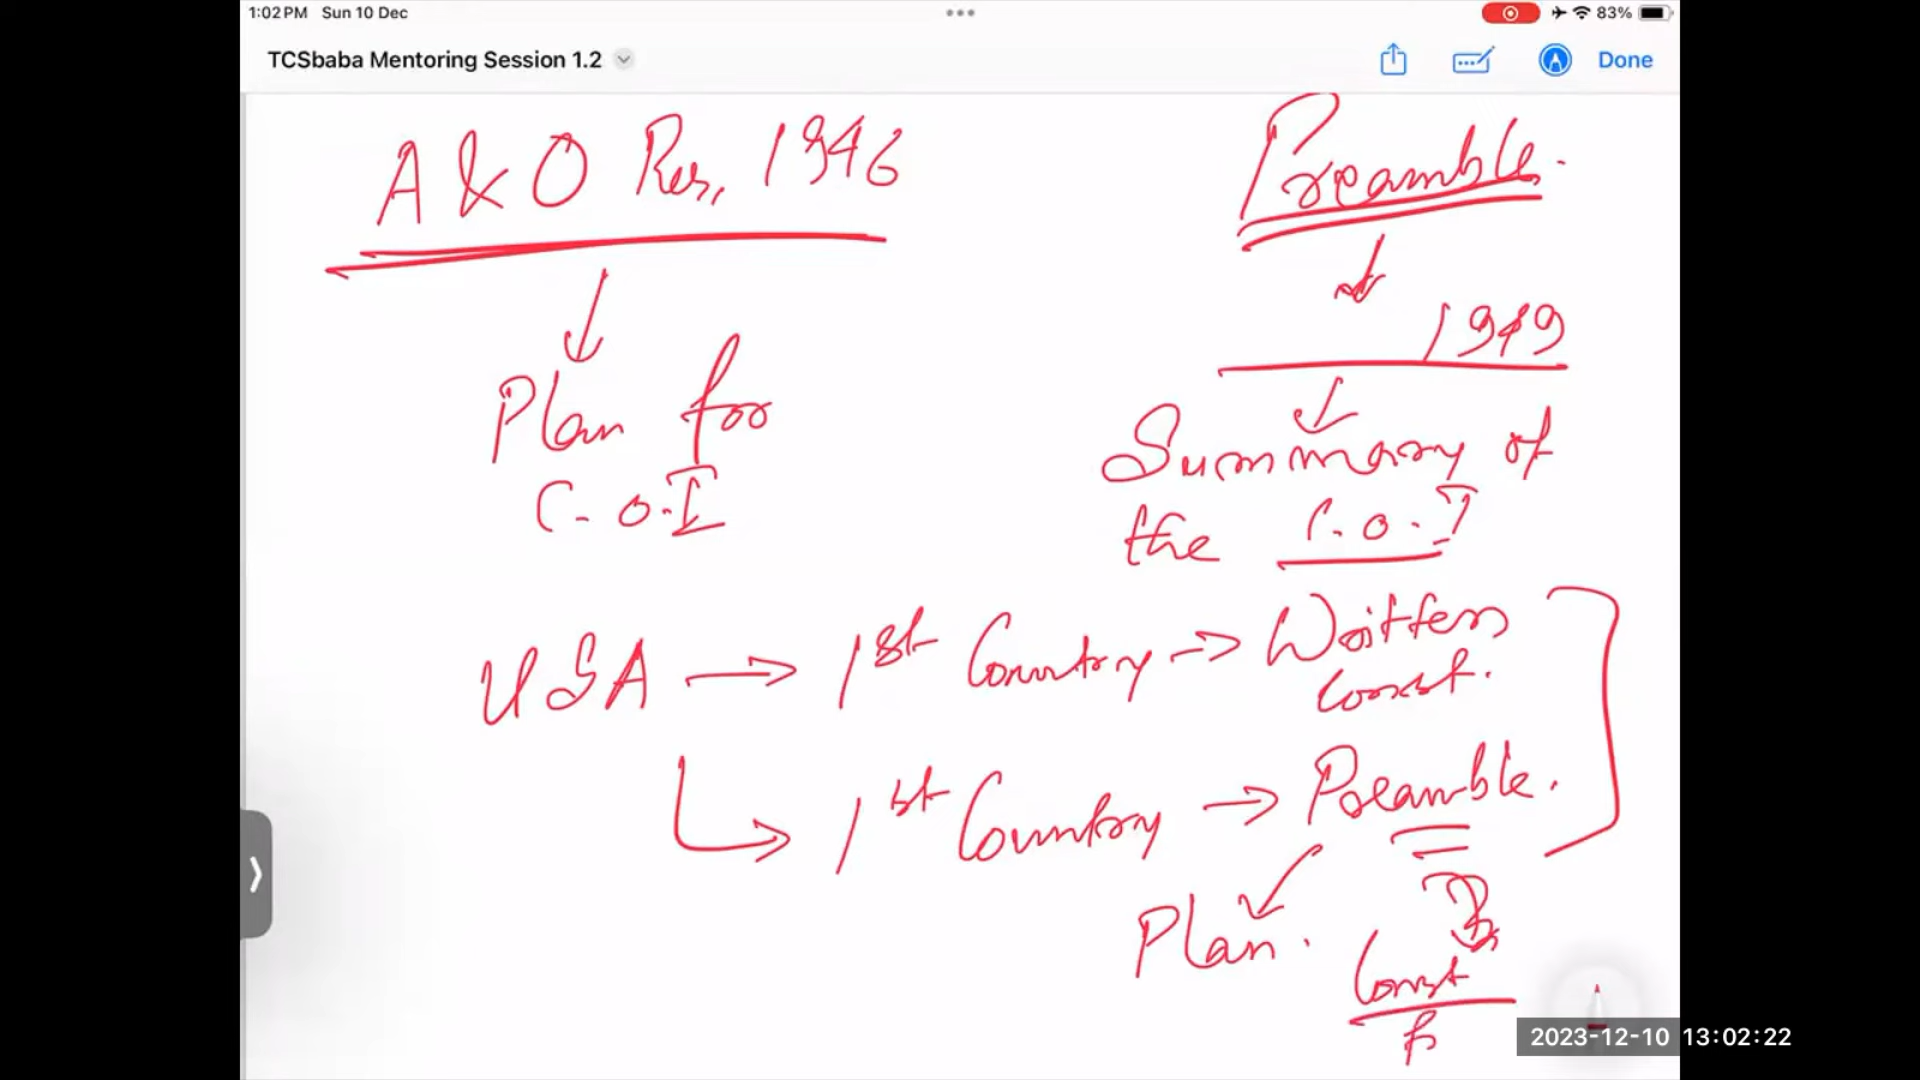 1:02 PM Sun 10 Dec
83%
TCSbaba Mentoring Session 1.2
Done
A & O Res, 1946
Plan for
C.O.I
Preamble.
1949
Summary of
the C.O.I
USA → 1st Country → Written
Const.
1st Country → Preamble.
Plan.
Const
2023-12-10 13:02:22